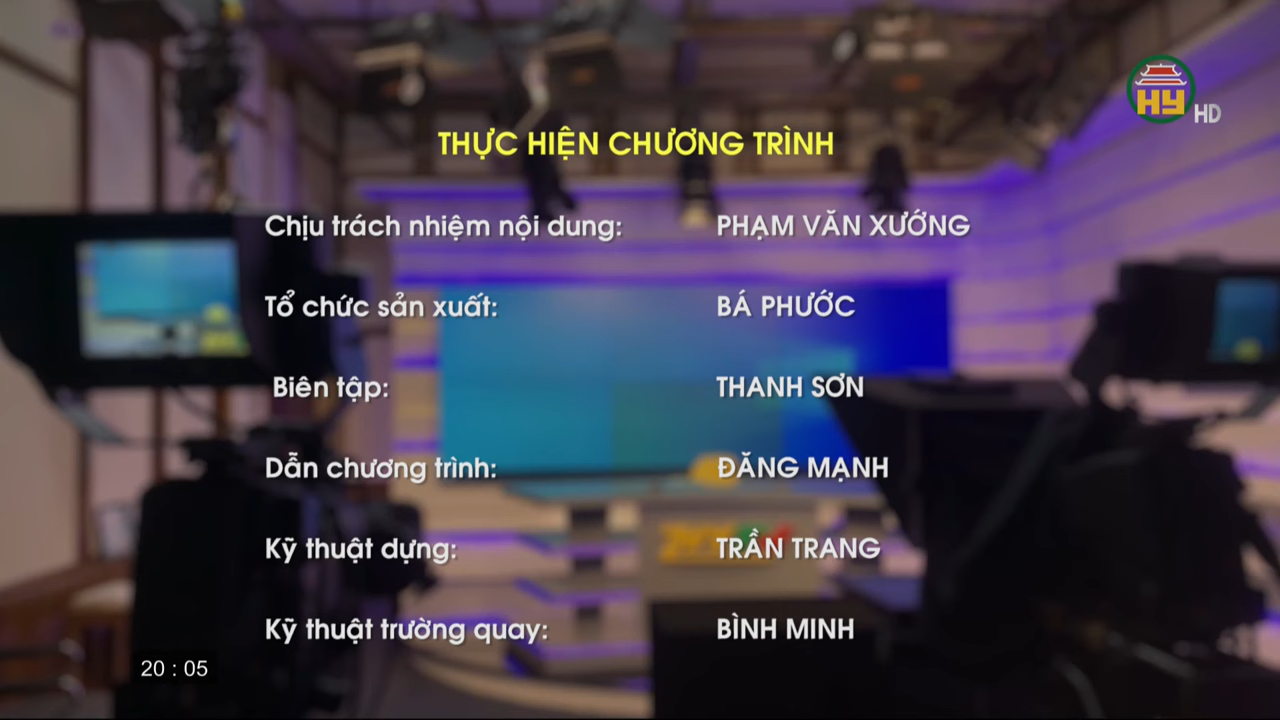 HY HD
THỰC HIỆN CHƯƠNG TRÌNH
Chịu trách nhiệm nội dung: PHẠM VĂN XƯỚNG
Tổ chức sản xuất: BÁ PHƯỚC
Biên tập: THANH SƠN
Dẫn chương trình: ĐĂNG MẠNH
Kỹ thuật dựng: TRẦN TRANG
Kỹ thuật trường quay: BÌNH MINH
20 : 05